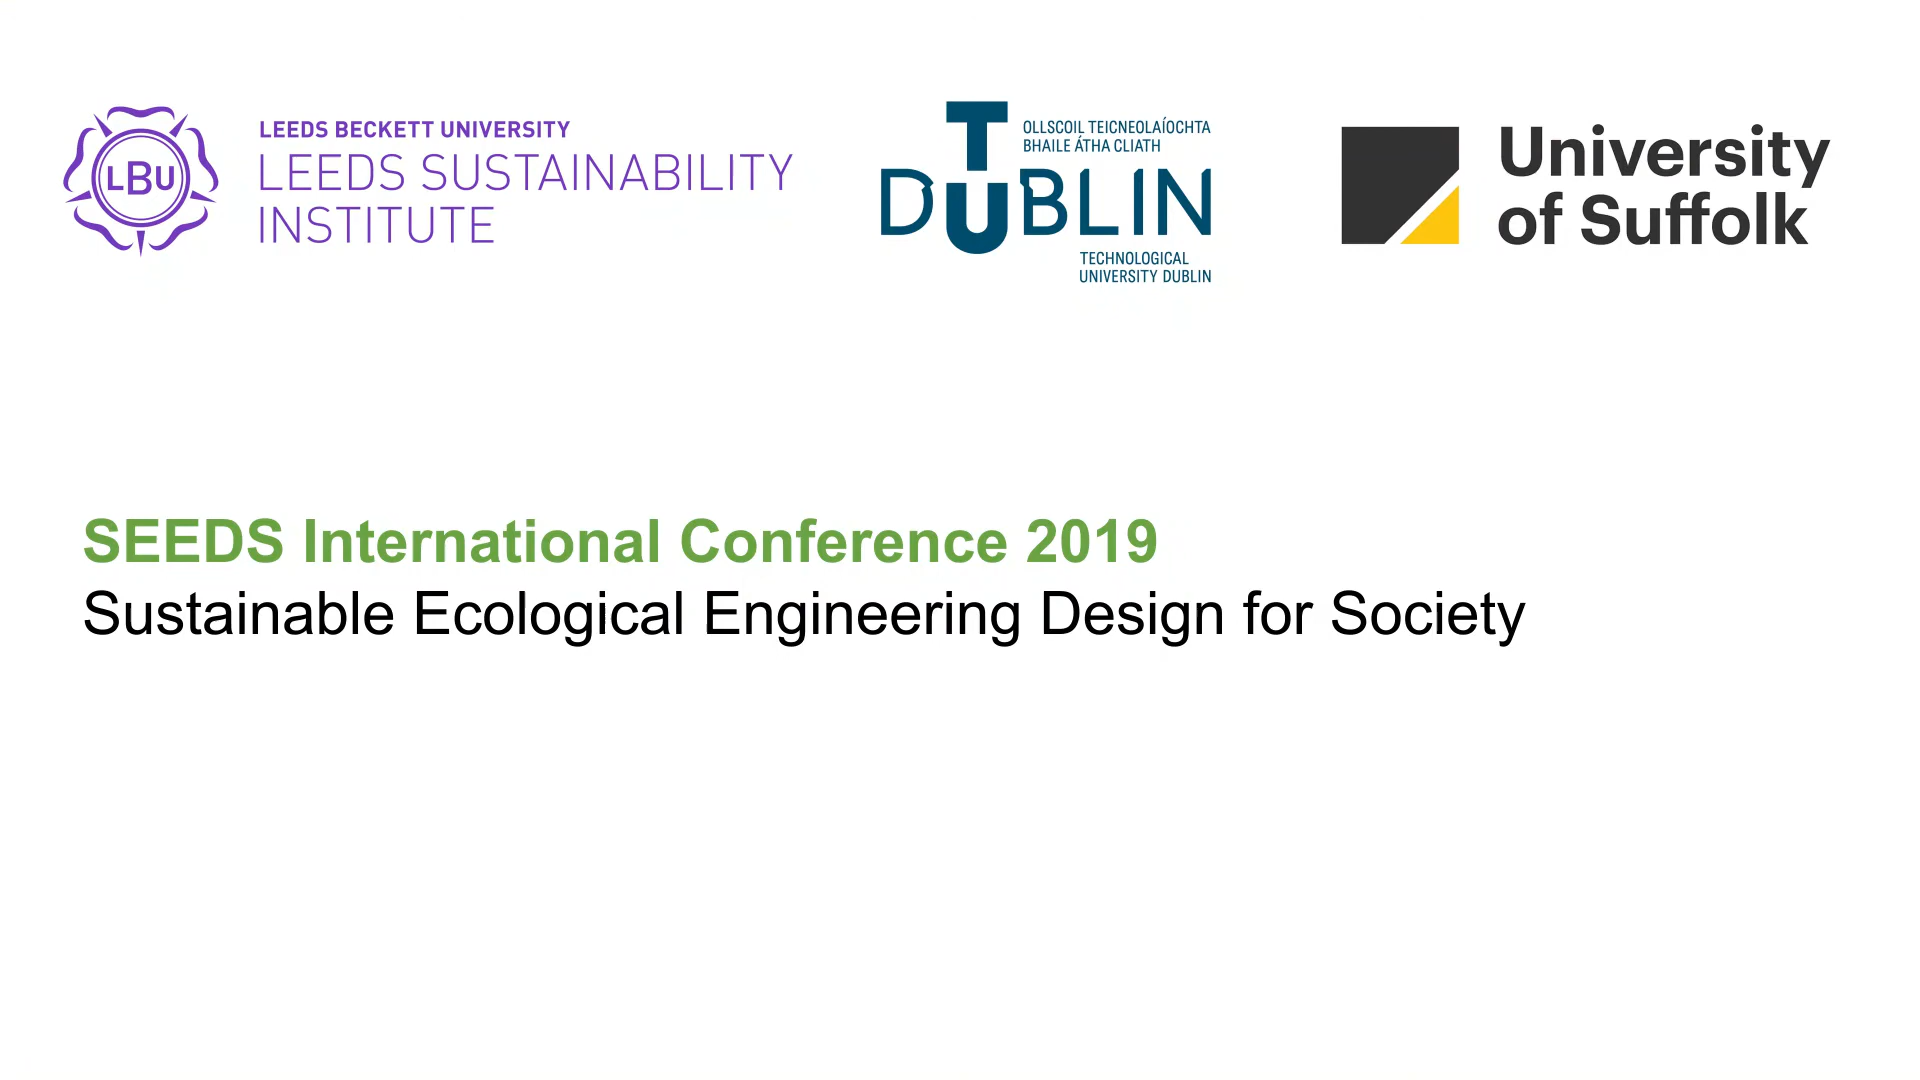 LBU
LEEDS BECKETT UNIVERSITY
LEEDS SUSTAINABILITY
INSTITUTE
OLLSCOIL TEICNEOLAÍOCHTA
BHAILE ÁTHA CLIATH
TU
DUBLIN
TECHNOLOGICAL
UNIVERSITY DUBLIN
University
of Suffolk
SEEDS International Conference 2019
Sustainable Ecological Engineering Design for Society